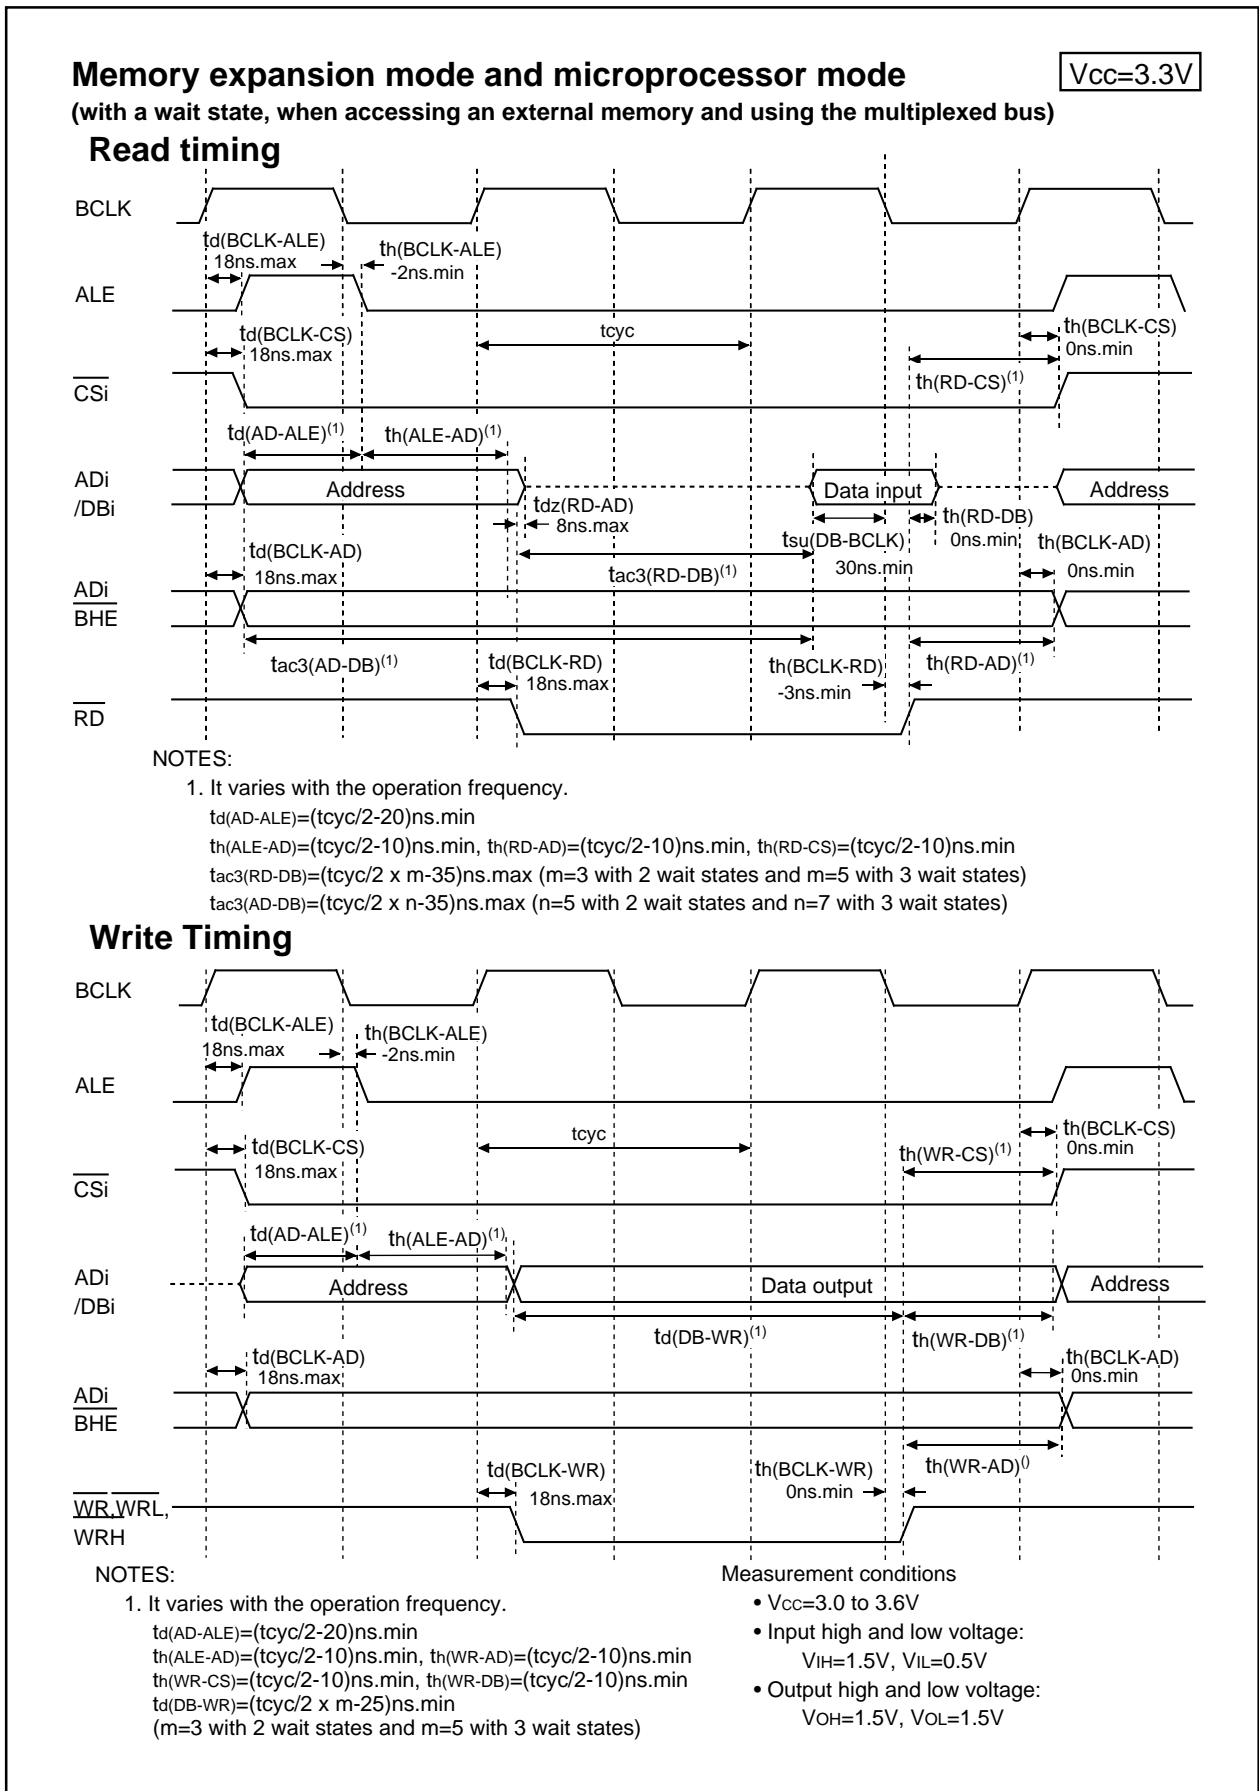 Memory expansion mode and microprocessor mode
Vcc=3.3V
(with a wait state, when accessing an external memory and using the multiplexed bus)
Read timing
BCLK
td(BCLK-ALE)
18ns.max
th(BCLK-ALE)
-2ns.min
ALE
td(BCLK-CS)
18ns.max
tcyc
th(BCLK-CS)
0ns.min
th(RD-CS)(1)
CSi
td(AD-ALE)(1)
th(ALE-AD)(1)
ADi
/DBi
Address
Data input
Address
tdz(RD-AD)
8ns.max
tsu(DB-BCLK)
30ns.min
th(RD-DB)
0ns.min
td(BCLK-AD)
18ns.max
tac3(RD-DB)(1)
th(BCLK-AD)
0ns.min
ADi
BHE
tac3(AD-DB)(1)
td(BCLK-RD)
18ns.max
th(BCLK-RD)
-3ns.min
th(RD-AD)(1)
RD
NOTES:
1. It varies with the operation frequency.
td(AD-ALE)=(tcyc/2-20)ns.min
th(ALE-AD)=(tcyc/2-10)ns.min, th(RD-AD)=(tcyc/2-10)ns.min, th(RD-CS)=(tcyc/2-10)ns.min
tac3(RD-DB)=(tcyc/2 x m-35)ns.max (m=3 with 2 wait states and m=5 with 3 wait states)
tac3(AD-DB)=(tcyc/2 x n-35)ns.max (n=5 with 2 wait states and n=7 with 3 wait states)
Write Timing
BCLK
td(BCLK-ALE)
18ns.max
th(BCLK-ALE)
-2ns.min
ALE
td(BCLK-CS)
18ns.max
tcyc
th(BCLK-CS)
0ns.min
th(WR-CS)(1)
CSi
td(AD-ALE)(1)
th(ALE-AD)(1)
ADi
/DBi
Address
Data output
Address
td(DB-WR)(1)
th(WR-DB)(1)
td(BCLK-AD)
18ns.max
th(BCLK-AD)
0ns.min
ADi
BHE
td(BCLK-WR)
18ns.max
th(BCLK-WR)
0ns.min
th(WR-AD)()
WR,WRL,
WRH
NOTES:
1. It varies with the operation frequency.
td(AD-ALE)=(tcyc/2-20)ns.min
th(ALE-AD)=(tcyc/2-10)ns.min, th(WR-AD)=(tcyc/2-10)ns.min
th(WR-CS)=(tcyc/2-10)ns.min, th(WR-DB)=(tcyc/2-10)ns.min
td(DB-WR)=(tcyc/2 x m-25)ns.min
(m=3 with 2 wait states and m=5 with 3 wait states)
Measurement conditions
• VCC=3.0 to 3.6V
• Input high and low voltage:
VIH=1.5V, VIL=0.5V
• Output high and low voltage:
VOH=1.5V, VOL=1.5V